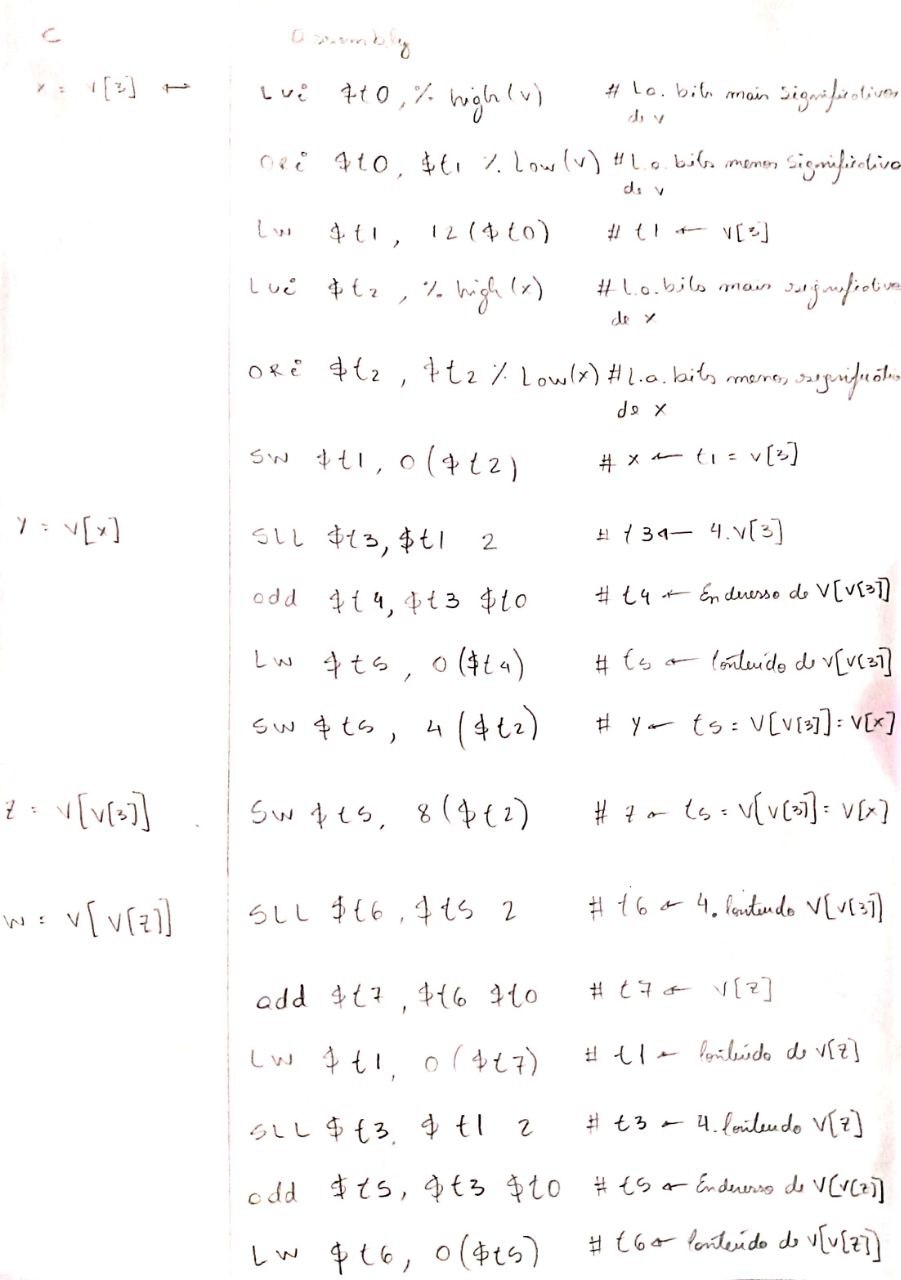 C assembly
x = v[3] ↔ Lui $t0, % high(v) # L.a. bits mais significativos
de v
ORi $t0, $t1 % Low(v) # L.a. bits menos significativo
de v
Lw $t1, 12($t0) # t1 ← v[3]
Lui $t2, % high(x) # L.a. bits mais significativo
de x
ORi $t2, $t2 % Low(x) # L.a. bits menos significativo
de x
SW $t1, 0($t2) # x ← t1 = v[3]
Y = v[x] SLL $t3, $t1 2 # t3 ← 4.v[3]
add $t4, $t3 $t0 # t4 ← Enderesso de V[V[3]]
LW $t5, 0($t4) # t5 ← Conteúdo de v[v[3]]
SW $t5, 4($t2) # Y ← t5 = V[V[3]] = V[x]
Z = V[V[3]] SW $t5, 8($t2) # Z ← t5 = V[V[3]] = V[x]
W = V[V[Z]] SLL $t6, $t5 2 # t6 ← 4. Conteudo V[V[3]]
add $t7, $t6 $t0 # t7 ← V[Z]
LW $t1, 0($t7) # t1 ← Conteúdo de V[Z]
SLL $t3, $t1 2 # t3 ← 4. Conteudo V[Z]
add $t5, $t3 $t0 # t5 ← Enderesso de V[V[Z]]
LW $t6, 0($t5) # t6 ← Conteúdo de V[V[Z]]